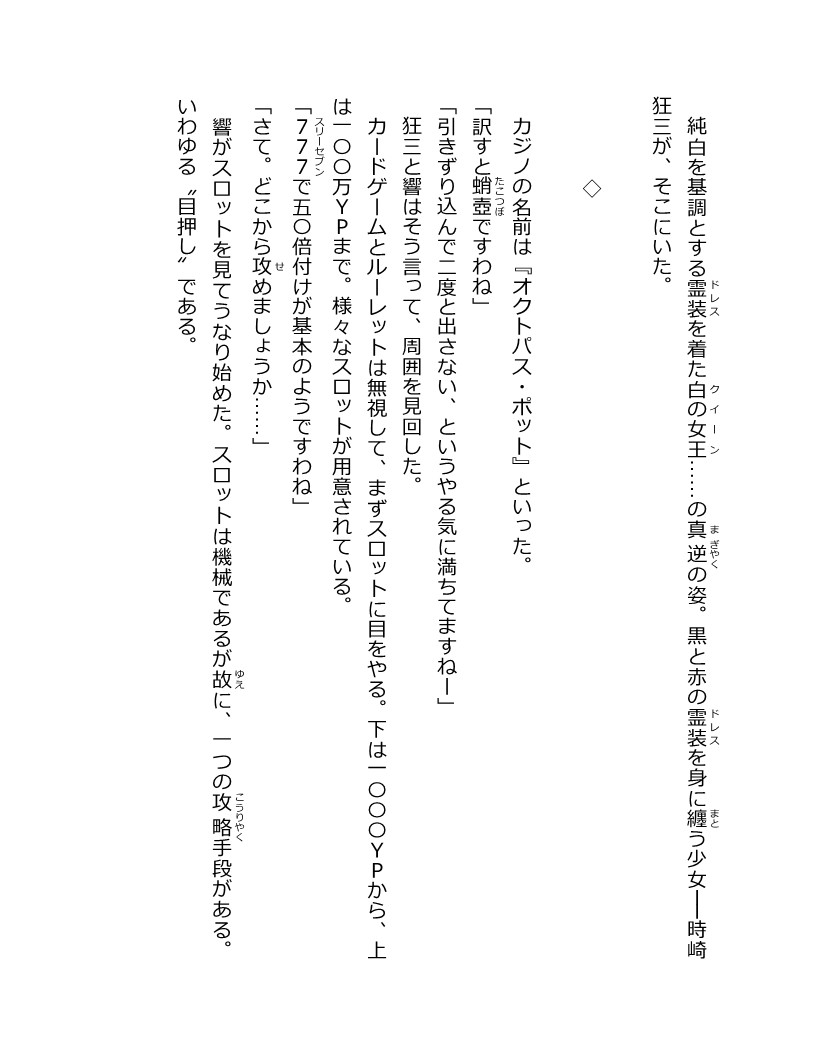 純白を基調とする霊装を着た白の女王……の真逆の姿。黒と赤の霊装を身に纏う少女──時崎
狂三が、そこにいた。
◇
カジノの名前は『オクトパス・ポット』といった。
「訳すと蛸壺ですわね」
「引きずり込んで二度と出さない、というやる気に満ちてますねー」
狂三と響はそう言って、周囲を見回した。
カードゲームとルーレットは無視して、まずスロットに目をやる。下は一〇〇〇ＹＰから、上
は一〇〇万ＹＰまで。様々なスロットが用意されている。
「７７７で五〇倍付けが基本のようですわね」
「さて。どこから攻めましょうか……」
響がスロットを見てうなり始めた。スロットは機械であるが故に、一つの攻略手段がある。
いわゆる〝目押し〟である。